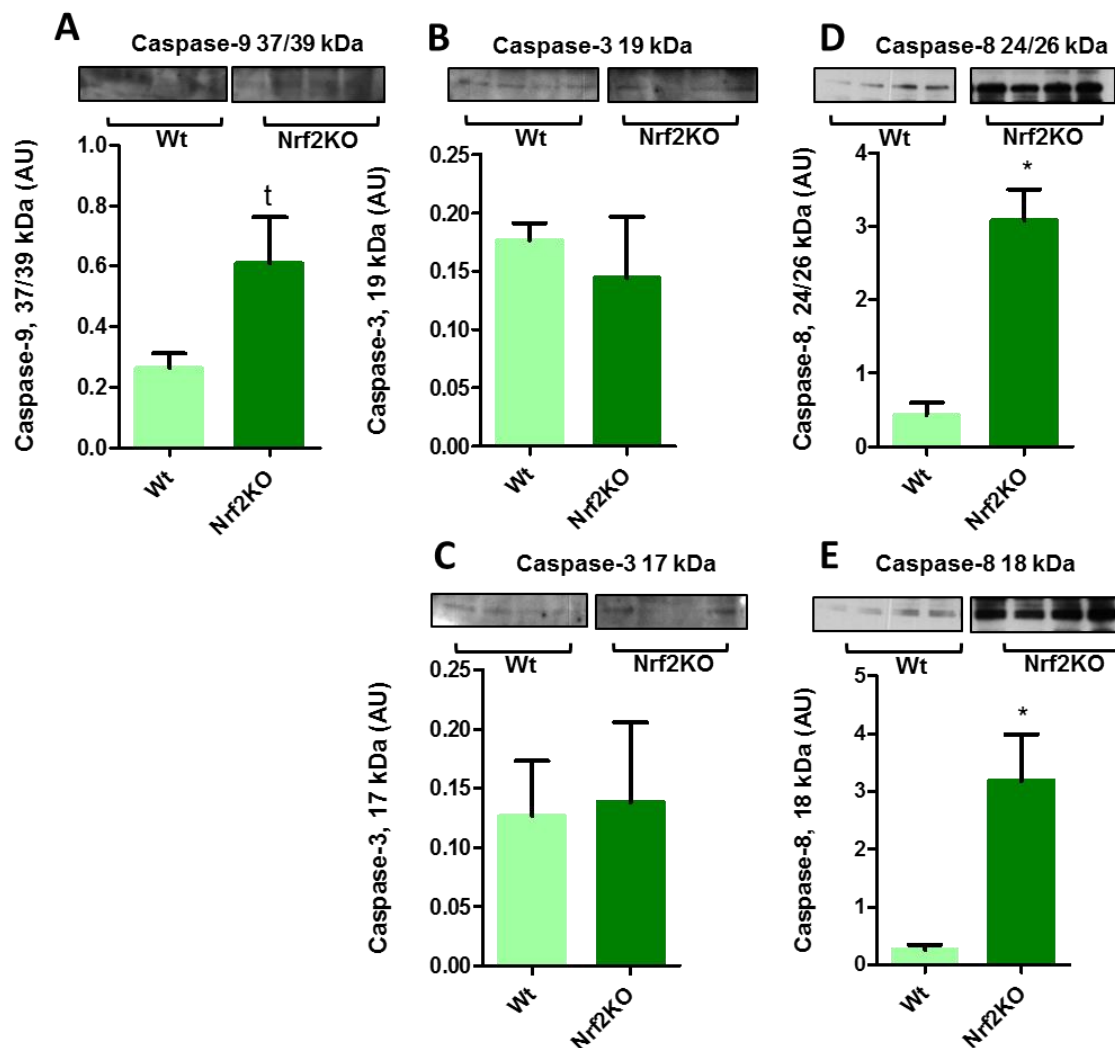 A
Caspase-9 37/39 kDa
Wt
Nrf2KO
Caspase-9, 37/39 kDa (AU)
1.0
0.8
0.6
0.4
0.2
0.0
t
Wt
Nrf2KO
B
Caspase-3 19 kDa
Wt
Nrf2KO
Caspase-3, 19 kDa (AU)
0.25
0.20
0.15
0.10
0.05
0.00
Wt
Nrf2KO
D
Caspase-8 24/26 kDa
Wt
Nrf2KO
Caspase-8, 24/26 kDa (AU)
4
3
2
1
0
*
Wt
Nrf2KO
C
Caspase-3 17 kDa
Wt
Nrf2KO
Caspase-3, 17 kDa (AU)
0.25
0.20
0.15
0.10
0.05
0.00
Wt
Nrf2KO
E
Caspase-8 18 kDa
Wt
Nrf2KO
Caspase-8, 18 kDa (AU)
5
4
3
2
1
0
*
Wt
Nrf2KO